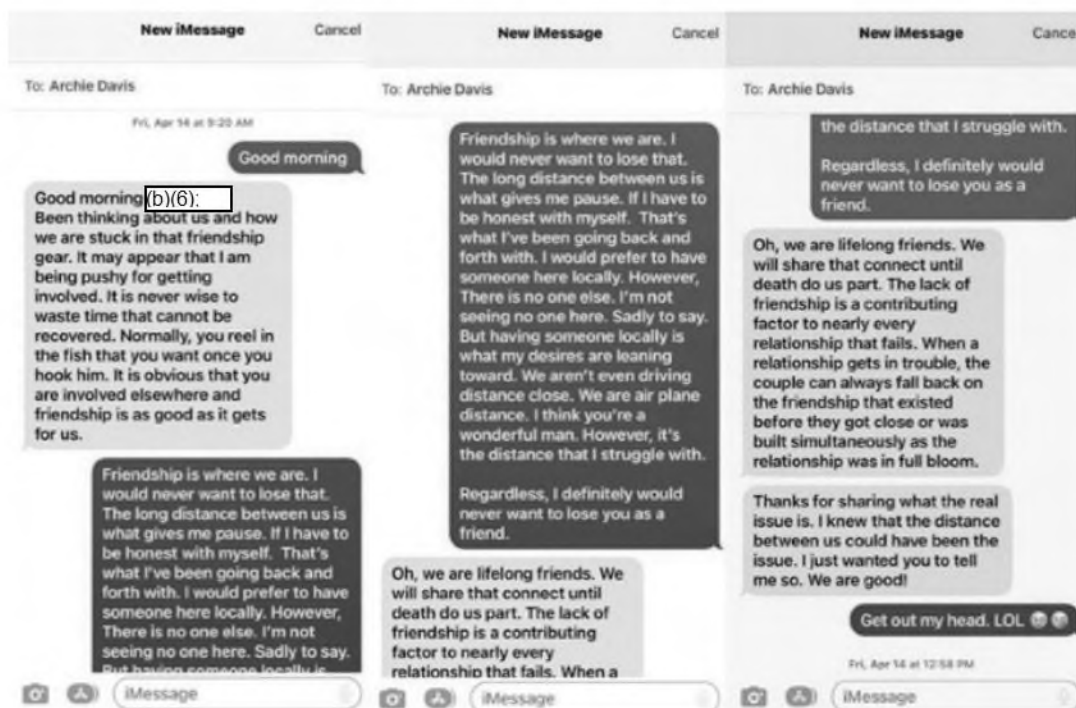 New iMessage
Cancel
To: Archie Davis
Fri, Apr 14 at 9:20 AM
Good morning
Good morning (b)(6);
Been thinking about us and how
we are stuck in that friendship
gear. It may appear that I am
being pushy for getting
involved. It is never wise to
waste time that cannot be
recovered. Normally, you reel in
the fish that you want once you
hook him. It is obvious that you
are involved elsewhere and
friendship is as good as it gets
for us.
Friendship is where we are. I
would never want to lose that.
The long distance between us is
what gives me pause. If I have to
be honest with myself. That's
what I've been going back and
forth with. I would prefer to have
someone here locally. However,
There is no one else. I'm not
seeing no one here. Sadly to say.
But having someone locally is
iMessage
New iMessage
Cancel
To: Archie Davis
Friendship is where we are. I
would never want to lose that.
The long distance between us is
what gives me pause. If I have to
be honest with myself. That's
what I've been going back and
forth with. I would prefer to have
someone here locally. However,
There is no one else. I'm not
seeing no one here. Sadly to say.
But having someone locally is
what my desires are leaning
toward. We aren't even driving
distance close. We are air plane
distance. I think you're a
wonderful man. However, it's
the distance that I struggle with.
Regardless, I definitely would
never want to lose you as a
friend.
Oh, we are lifelong friends. We
will share that connect until
death do us part. The lack of
friendship is a contributing
factor to nearly every
relationship that fails. When a
iMessage
New iMessage
Cance
To: Archie Davis
the distance that I struggle with.
Regardless, I definitely would
never want to lose you as a
friend.
Oh, we are lifelong friends. We
will share that connect until
death do us part. The lack of
friendship is a contributing
factor to nearly every
relationship that fails. When a
relationship gets in trouble, the
couple can always fall back on
the friendship that existed
before they got close or was
built simultaneously as the
relationship was in full bloom.
Thanks for sharing what the real
issue is. I knew that the distance
between us could have been the
issue. I just wanted you to tell
me so. We are good!
Get out my head. LOL
Fri, Apr 14 at 12:58 PM
iMessage